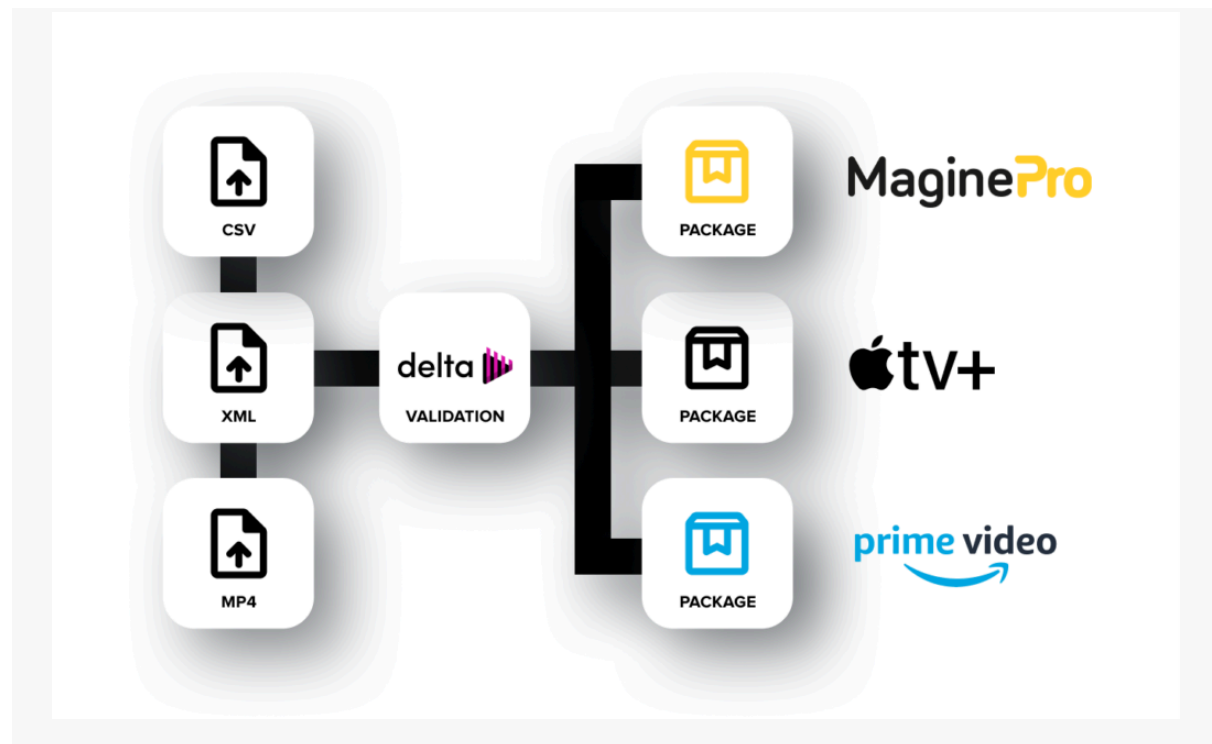 CSV
XML
MP4
delta
VALIDATION
PACKAGE
MaginePro
PACKAGE
tv+
PACKAGE
prime video